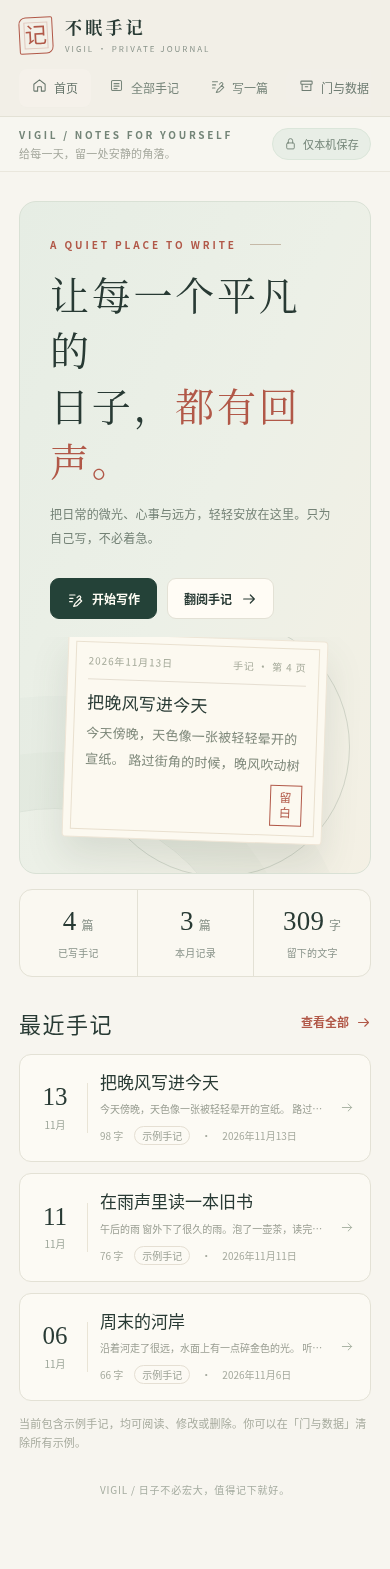 记
不眠手记
VIGIL · PRIVATE JOURNAL
首页
全部手记
写一篇
门与数据
VIGIL / NOTES FOR YOURSELF
给每一天，留一处安静的角落。
仅本机保存
A QUIET PLACE TO WRITE
让每一个平凡
的
日子，都有回
声。
把日常的微光、心事与远方，轻轻安放在这里。只为
自己写，不必着急。
开始写作
翻阅手记
2026年11月13日
手记 · 第 4 页
把晚风写进今天
今天傍晚，天色像一张被轻轻晕开的
宣纸。 路过街角的时候，晚风吹动树
留
白
4 篇
已写手记
3 篇
本月记录
309 字
留下的文字
最近手记
查看全部
13
11月
把晚风写进今天
今天傍晚，天色像一张被轻轻晕开的宣纸。 路过…
98 字
示例手记
·
2026年11月13日
11
11月
在雨声里读一本旧书
午后的雨 窗外下了很久的雨。泡了一壶茶，读完…
76 字
示例手记
·
2026年11月11日
06
11月
周末的河岸
沿着河走了很远，水面上有一点碎金色的光。 听…
66 字
示例手记
·
2026年11月6日
当前包含示例手记，均可阅读、修改或删除。你可以在「门与数据」清
除所有示例。
VIGIL / 日子不必宏大，值得记下就好。